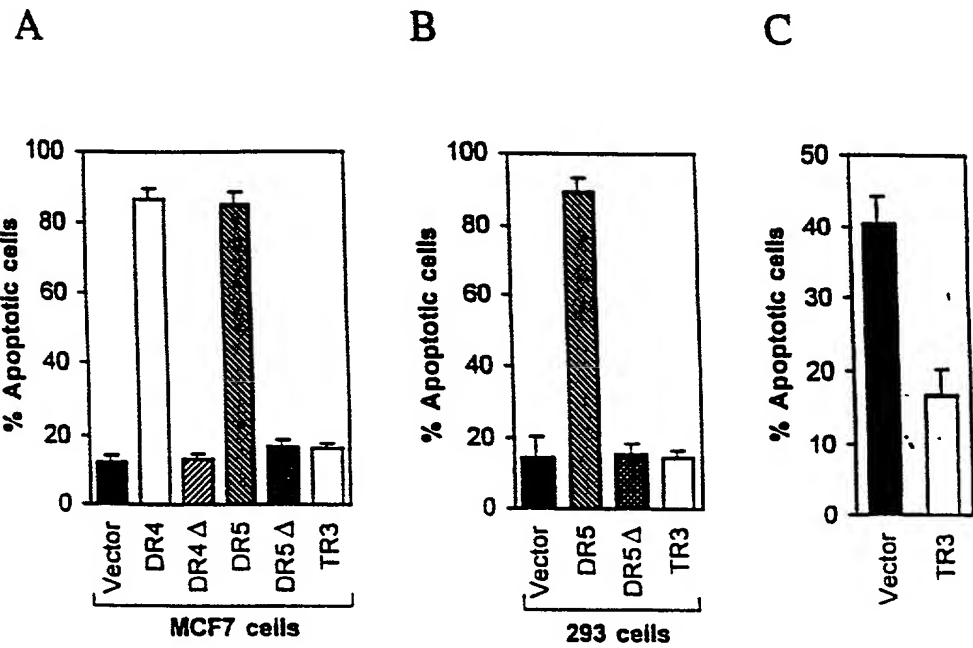 A
B
C
% Apoptotic cells
100
80
60
40
20
0
Vector
DR4
DR4 Δ
DR5
DR5 Δ
TR3
MCF7 cells
% Apoptotic cells
100
80
60
40
20
0
Vector
DR5
DR5 Δ
TR3
293 cells
% Apoptotic cells
50
40
30
20
10
0
Vector
TR3